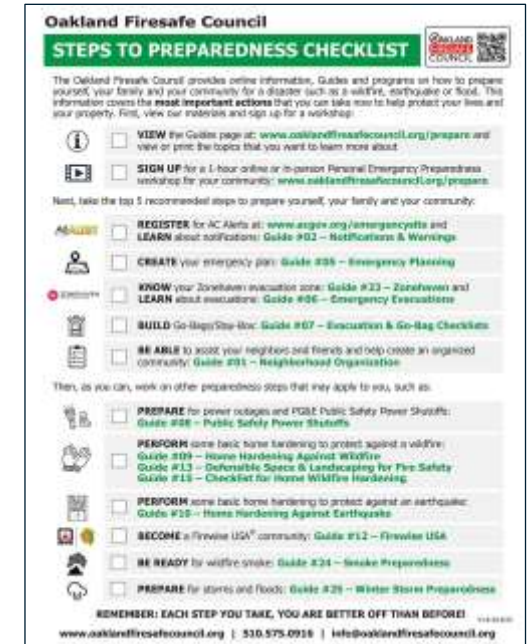 Oakland Firesafe Council
STEPS TO PREPAREDNESS CHECKLIST
OAKLAND
FIRESAFE
COUNCIL
The Oakland Firesafe Council provides online information, Guides and programs on how to prepare
yourself, your family and your community for a disaster such as a wildfire, earthquake or flood. This
information covers the most important actions that you can take now to help protect your lives and
your property. First, view our materials and sign up for a workshop:
VIEW the Guides page at: www.oaklandfiresafecouncil.org/prepare and
view or print the topics that you want to learn more about
SIGN UP for a 1-hour online or in-person Personal Emergency Preparedness
workshop for your community: www.oaklandfiresafecouncil.org/prepare
Next, take the top 5 recommended steps to prepare yourself, your family and your community:
REGISTER for AC Alerts at: www.acgov.org/emergencysite and
LEARN about notifications: Guide #02 – Notifications & Warnings
CREATE your emergency plan: Guide #05 – Emergency Planning
KNOW your Zonehaven evacuation zone: Guide #23 – Zonehaven and
LEARN about evacuations: Guide #06 – Emergency Evacuations
BUILD Go-Bags/Stay-Box: Guide #07 – Evacuation & Go-Bag Checklists
BE ABLE to assist your neighbors and friends and help create an organized
community: Guide #01 – Neighborhood Organization
Then, as you can, work on other preparedness steps that may apply to you, such as:
PREPARE for power outages and PG&E Public Safety Power Shutoffs:
Guide #08 – Public Safety Power Shutoffs
PERFORM some basic home hardening to protect against a wildfire:
Guide #09 – Home Hardening Against Wildfire
Guide #13 – Defensible Space & Landscaping for Fire Safety
Guide #15 – Checklist for Home Wildfire Hardening
PERFORM some basic home hardening to protect against an earthquake:
Guide #10 – Home Hardening Against Earthquake
BECOME a Firewise USA® community: Guide #12 – Firewise USA
BE READY for wildfire smoke: Guide #24 – Smoke Preparedness
PREPARE for storms and floods: Guide #25 – Winter Storm Preparedness
REMEMBER: EACH STEP YOU TAKE, YOU ARE BETTER OFF THAN BEFORE!
www.oaklandfiresafecouncil.org | 510.575.0916 | info@oaklandfiresafecouncil.org